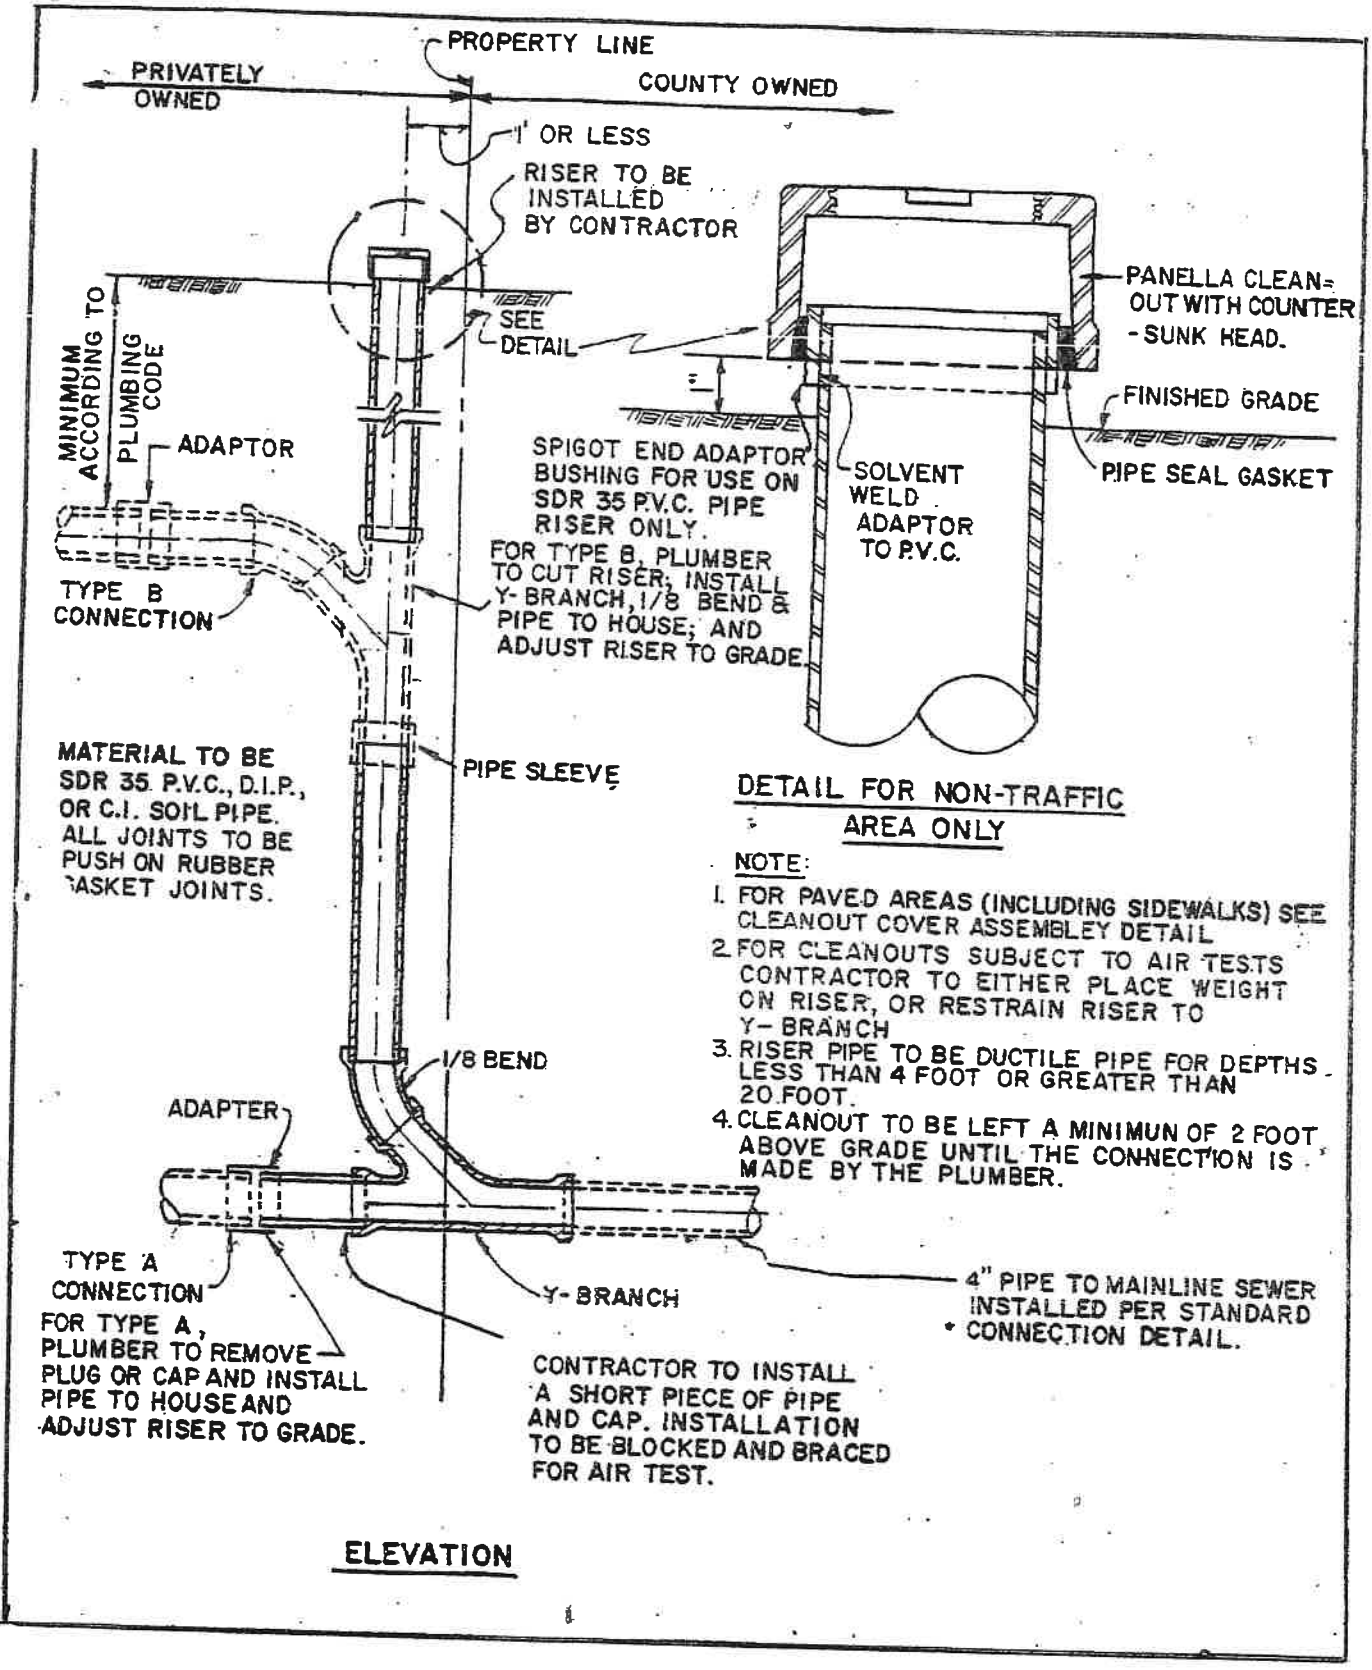 PROPERTY LINE
PRIVATELY
OWNED
COUNTY OWNED
1' OR LESS
RISER TO BE
INSTALLED
BY CONTRACTOR
SEE
DETAIL
MINIMUM
ACCORDING TO
PLUMBING
CODE
ADAPTOR
TYPE B
CONNECTION
PANELLA CLEAN=
OUT WITH COUNTER
-SUNK HEAD.
FINISHED GRADE
PIPE SEAL GASKET
SPIGOT END ADAPTOR
BUSHING FOR USE ON
SDR 35 P.V.C. PIPE
RISER ONLY.
SOLVENT
WELD
ADAPTOR
TO P.V.C.
FOR TYPE B, PLUMBER
TO CUT RISER; INSTALL
Y-BRANCH, 1/8 BEND &
PIPE TO HOUSE; AND
ADJUST RISER TO GRADE
PIPE SLEEVE
MATERIAL TO BE
SDR 35 P.V.C., D.I.P.,
OR C.I. SOIL PIPE.
ALL JOINTS TO BE
PUSH ON RUBBER
GASKET JOINTS.
DETAIL FOR NON-TRAFFIC
AREA ONLY
NOTE:
1. FOR PAVED AREAS (INCLUDING SIDEWALKS) SEE
CLEANOUT COVER ASSEMBLEY DETAIL
2. FOR CLEANOUTS SUBJECT TO AIR TESTS
CONTRACTOR TO EITHER PLACE WEIGHT
ON RISER, OR RESTRAIN RISER TO
Y-BRANCH
3. RISER PIPE TO BE DUCTILE PIPE FOR DEPTHS
LESS THAN 4 FOOT OR GREATER THAN
20 FOOT.
4. CLEANOUT TO BE LEFT A MINIMUN OF 2 FOOT
ABOVE GRADE UNTIL THE CONNECTION IS
MADE BY THE PLUMBER.
1/8 BEND
ADAPTER
TYPE A
CONNECTION
FOR TYPE A,
PLUMBER TO REMOVE
PLUG OR CAP AND INSTALL
PIPE TO HOUSE AND
ADJUST RISER TO GRADE.
Y-BRANCH
4" PIPE TO MAINLINE SEWER
INSTALLED PER STANDARD
CONNECTION DETAIL.
CONTRACTOR TO INSTALL
A SHORT PIECE OF PIPE
AND CAP. INSTALLATION
TO BE BLOCKED AND BRACED
FOR AIR TEST.
ELEVATION